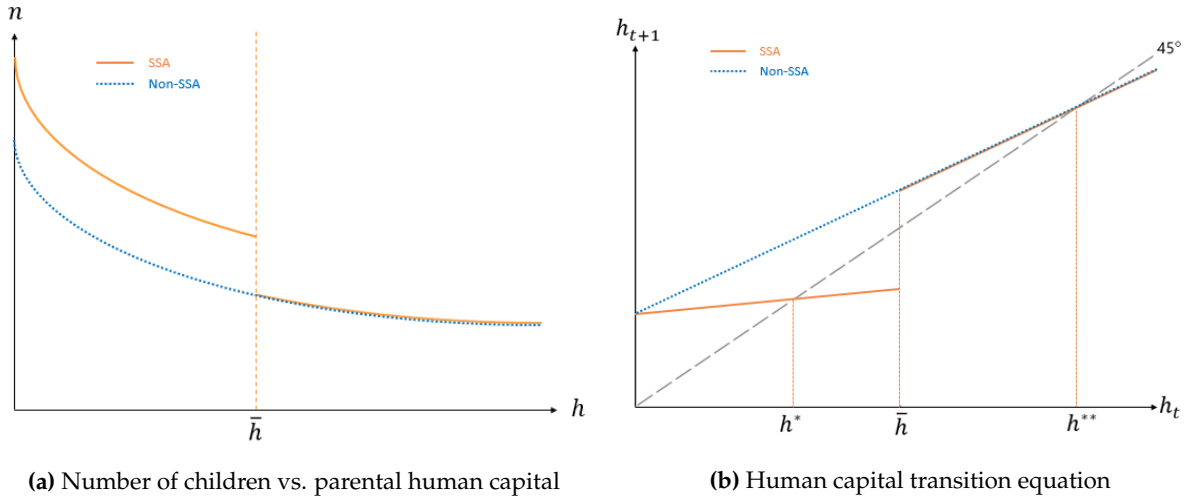 n
SSA
Non-SSA
h̄
h
(a) Number of children vs. parental human capital
h_{t+1}
45°
SSA
Non-SSA
h*
h̄
h**
h_t
(b) Human capital transition equation